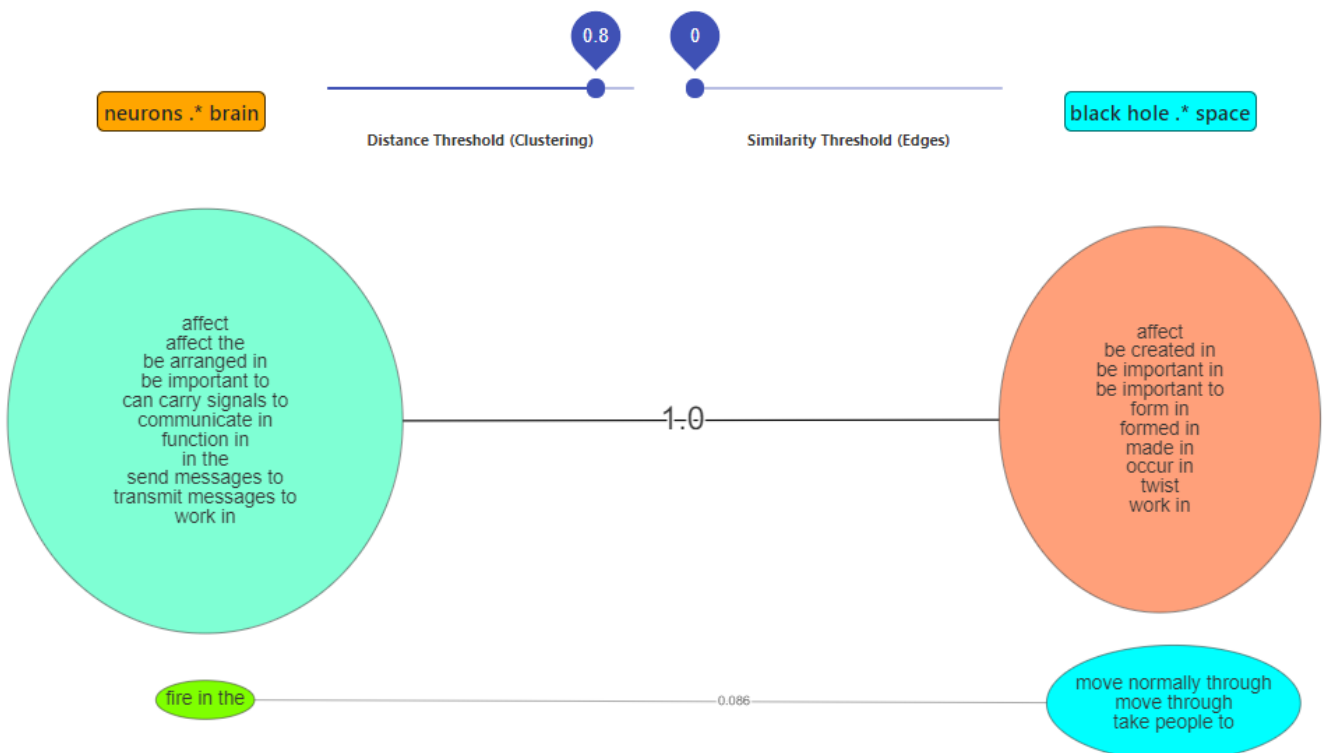 0.8
0
neurons .* brain
black hole .* space
Distance Threshold (Clustering)
Similarity Threshold (Edges)
affect
affect the
be arranged in
be important to
can carry signals to
communicate in
function in
in the
send messages to
transmit messages to
work in
1.0
affect
be created in
be important in
be important to
form in
formed in
made in
occur in
twist
work in
fire in the
0.086
move normally through
move through
take people to